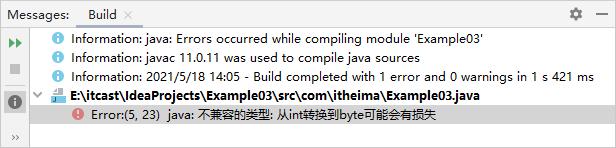 Messages: Build
Information: java: Errors occurred while compiling module 'Example03'
Information: javac 11.0.11 was used to compile java sources
Information: 2021/5/18 14:05 - Build completed with 1 error and 0 warnings in 1 s 421 ms
E:\itcast\IdeaProjects\Example03\src\com\itheima\Example03.java
Error:(5, 23) java: 不兼容的类型: 从int转换到byte可能会有损失